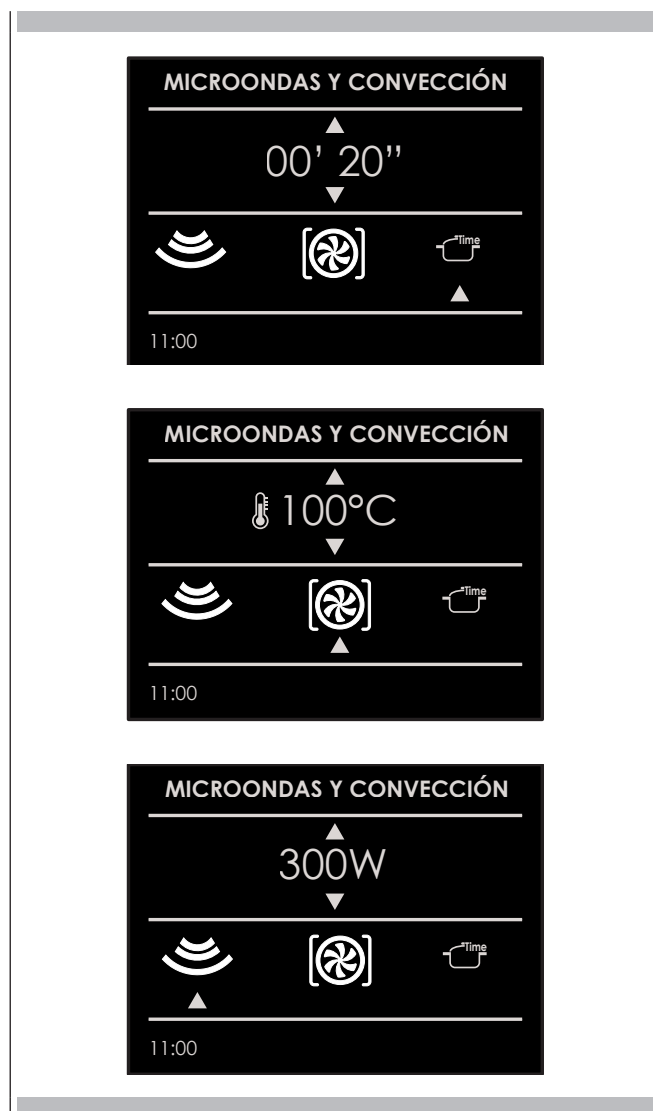 MICROONDAS Y CONVECCIÓN
00’ 20’’
Time
11:00
MICROONDAS Y CONVECCIÓN
100°C
Time
11:00
MICROONDAS Y CONVECCIÓN
300W
Time
11:00